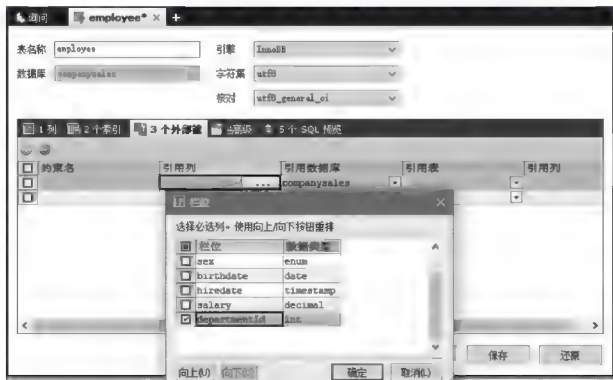 询问 employee* × +
表名称 employee 引擎 InnoDB
数据库 companysales 字符集 utf8
核对 utf8_general_ci
1 列 2 个索引 3 个外部键 4 高级 5 个 SQL 预览
约束名 引用列 引用数据库 引用表 引用列
... companysales
栏位 ×
选择必选列。使用向上/向下按钮重排
栏位 数据类型
sex enum
birthdate date
hiredate timestamp
salary decimal
departmentid int
保存 还原
向上(U) 向下(D) 确定 取消(L)